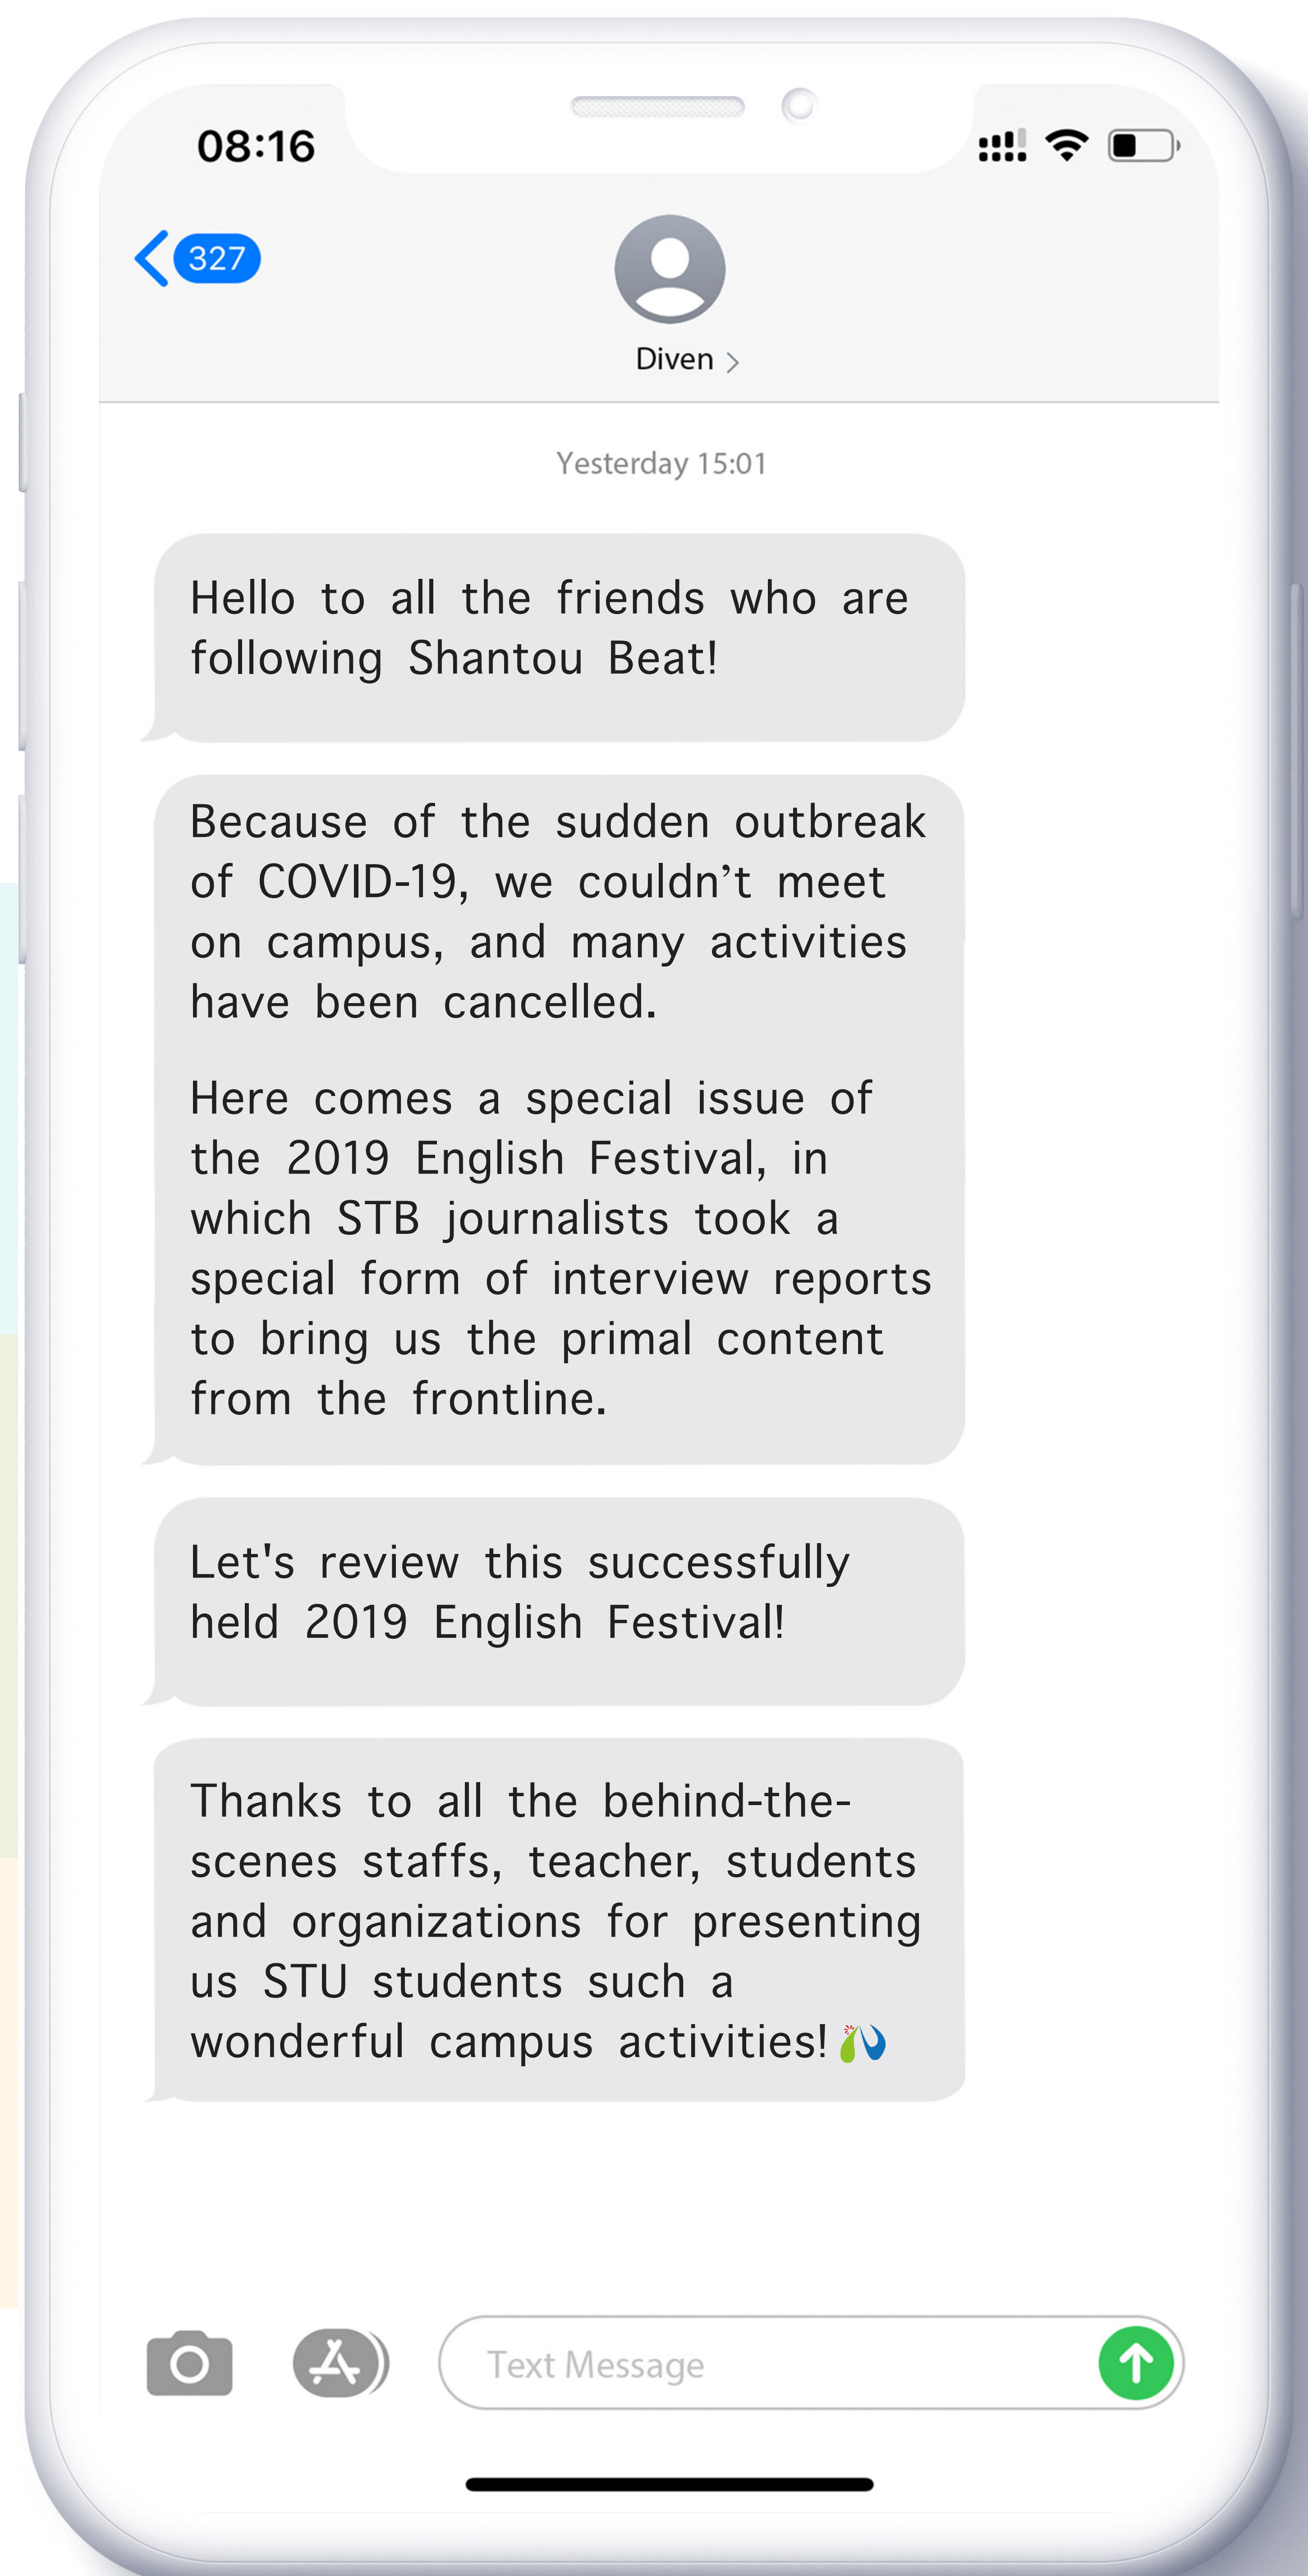 08:16
327
Diven
Yesterday 15:01
Hello to all the friends who are
following Shantou Beat!
Because of the sudden outbreak
of COVID-19, we couldn’t meet
on campus, and many activities
have been cancelled.
Here comes a special issue of
the 2019 English Festival, in
which STB journalists took a
special form of interview reports
to bring us the primal content
from the frontline.
Let's review this successfully
held 2019 English Festival!
Thanks to all the behind-the-
scenes staffs, teacher, students
and organizations for presenting
us STU students such a
wonderful campus activities!
Text Message